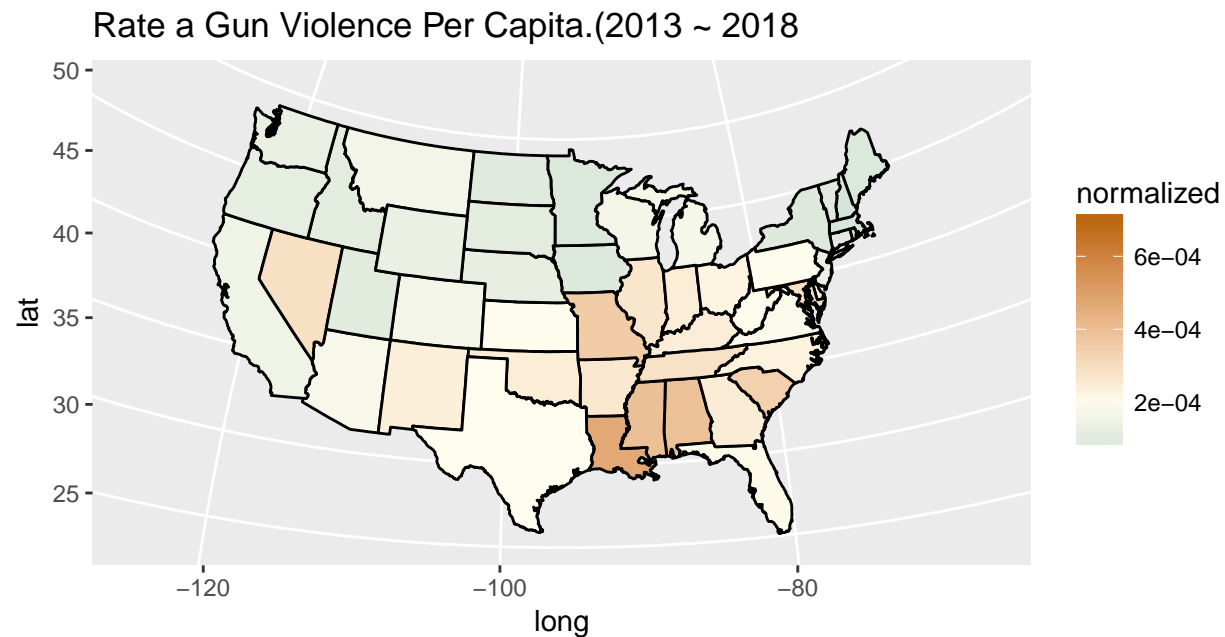 Rate a Gun Violence Per Capita.(2013 ~ 2018
50
45
40
35
30
25
lat
−120
−100
−80
long
normalized
6e−04
4e−04
2e−04